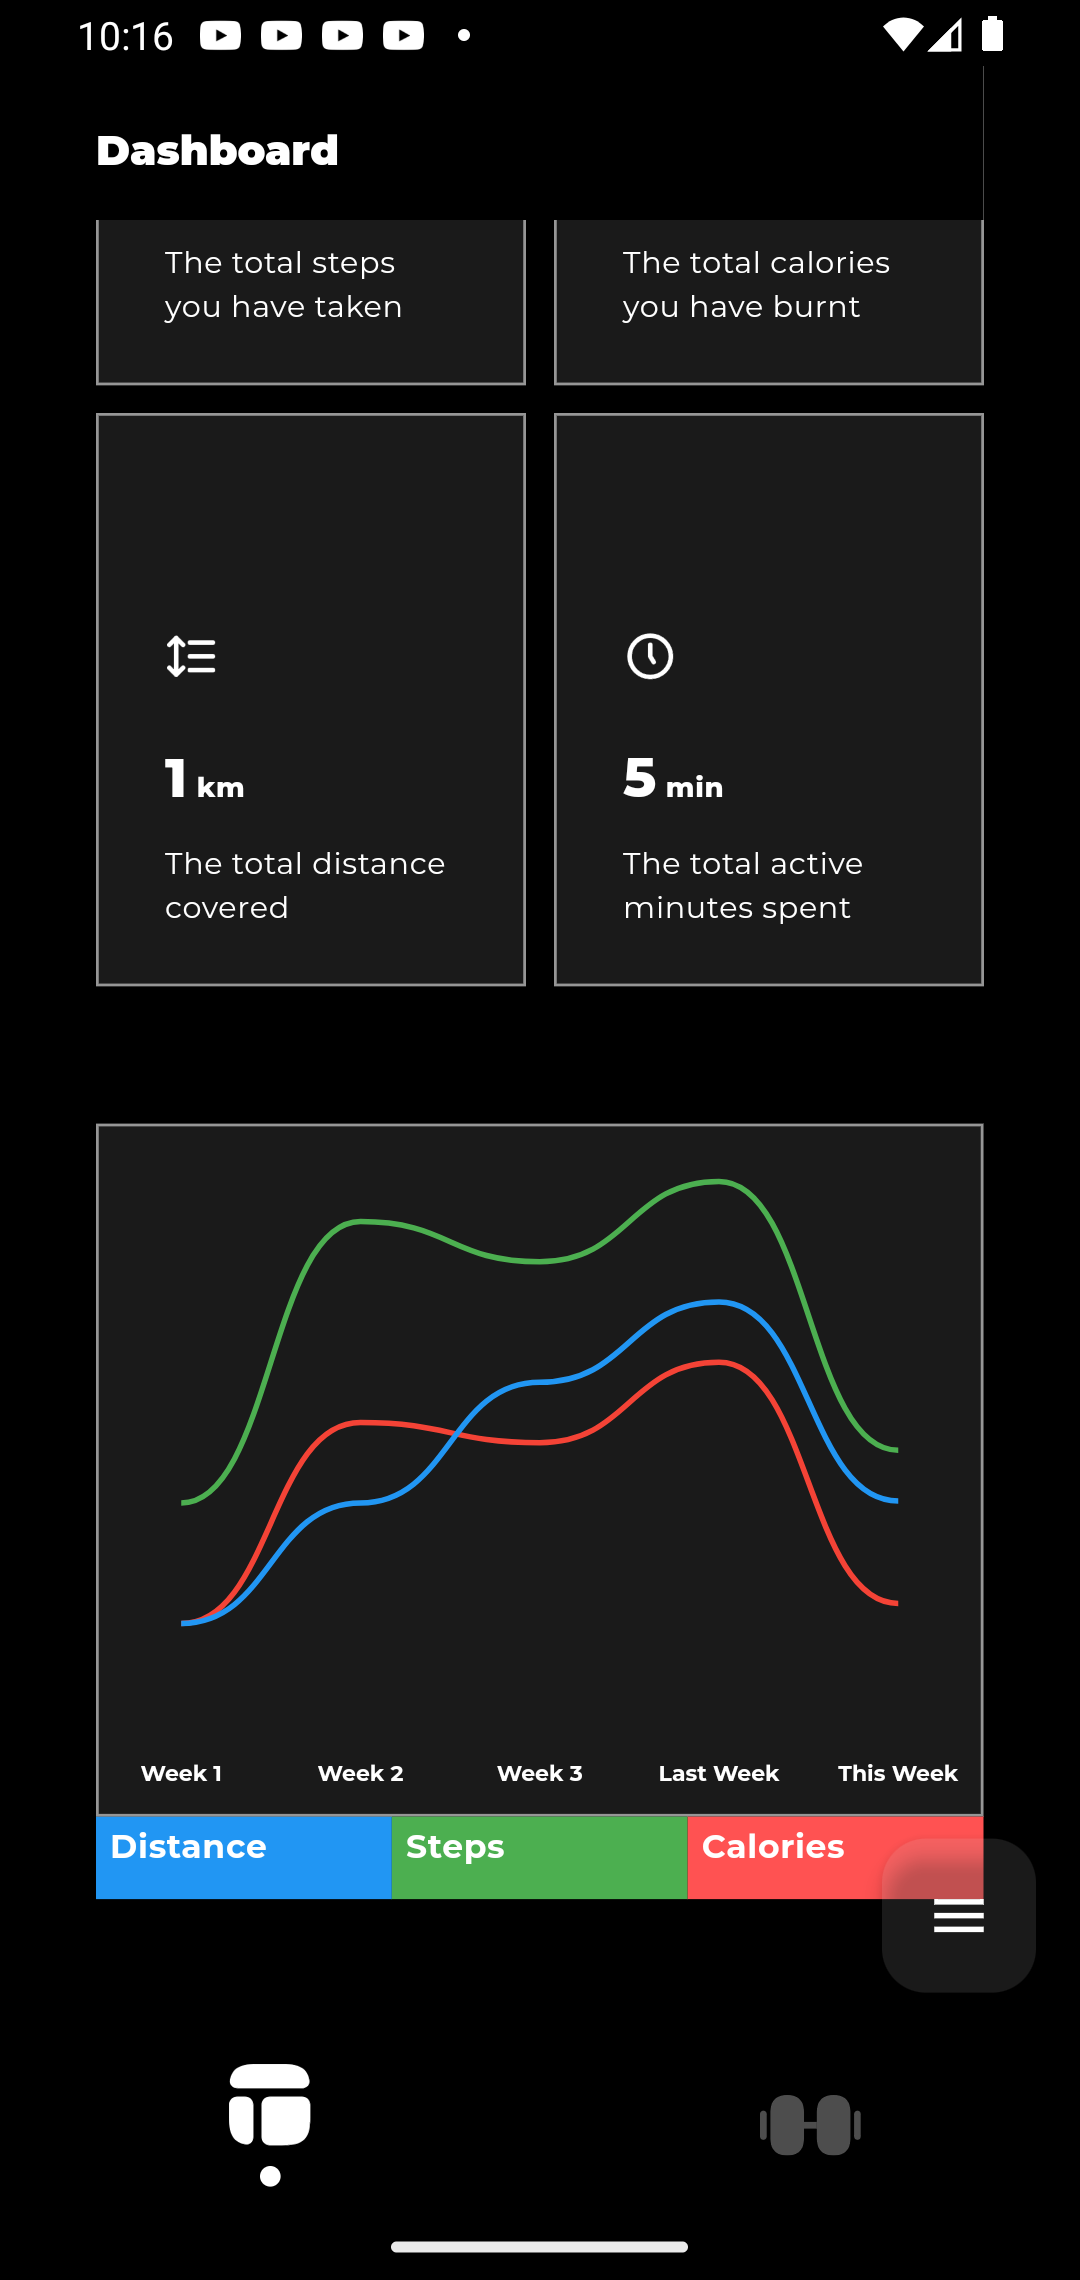 10:16
Dashboard
The total steps
you have taken
The total calories
you have burnt
1 km
The total distance
covered
5 min
The total active
minutes spent
Week 1 Week 2 Week 3 Last Week This Week
Distance Steps Calories